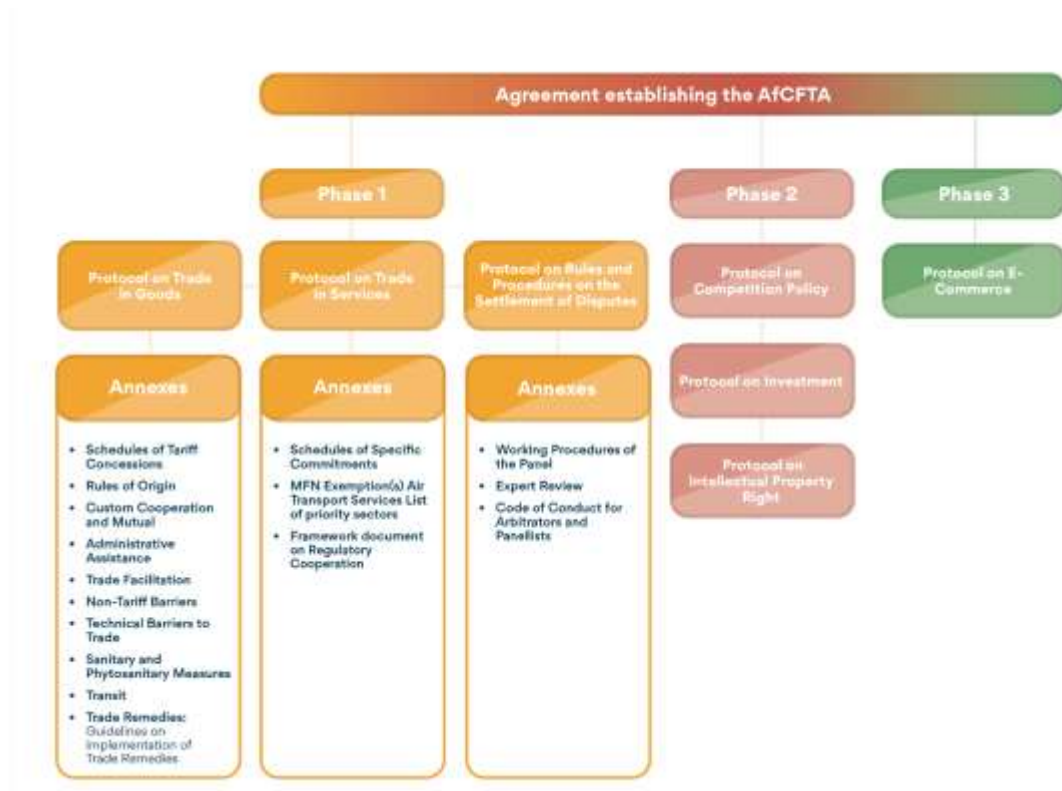 Agreement establishing the AfCFTA
Phase 1
Phase 2
Phase 3
Protocol on Trade
in Goods
Protocol on Trade
in Services
Protocol on Rules and
Procedures on the
Settlement of Disputes
Protocol on
Competition Policy
Protocol on E-
Commerce
Protocol on Investment
Protocol on
Intellectual Property
Right
Annexes
• Schedules of Tariff
Concessions
• Rules of Origin
• Custom Cooperation
and Mutual
• Administrative
Assistance
• Trade Facilitation
• Non-Tariff Barriers
• Technical Barriers to
Trade
• Sanitary and
Phytosanitary Measures
• Transit
• Trade Remedies:
Guidelines on
implementation of
Trade Remedies
Annexes
• Schedules of Specific
Commitments
• MFN Exemption(s) Air
Transport Services List
of priority sectors
• Framework document
on Regulatory
Cooperation
Annexes
• Working Procedures of
the Panel
• Expert Review
• Code of Conduct for
Arbitrators and
Panellists